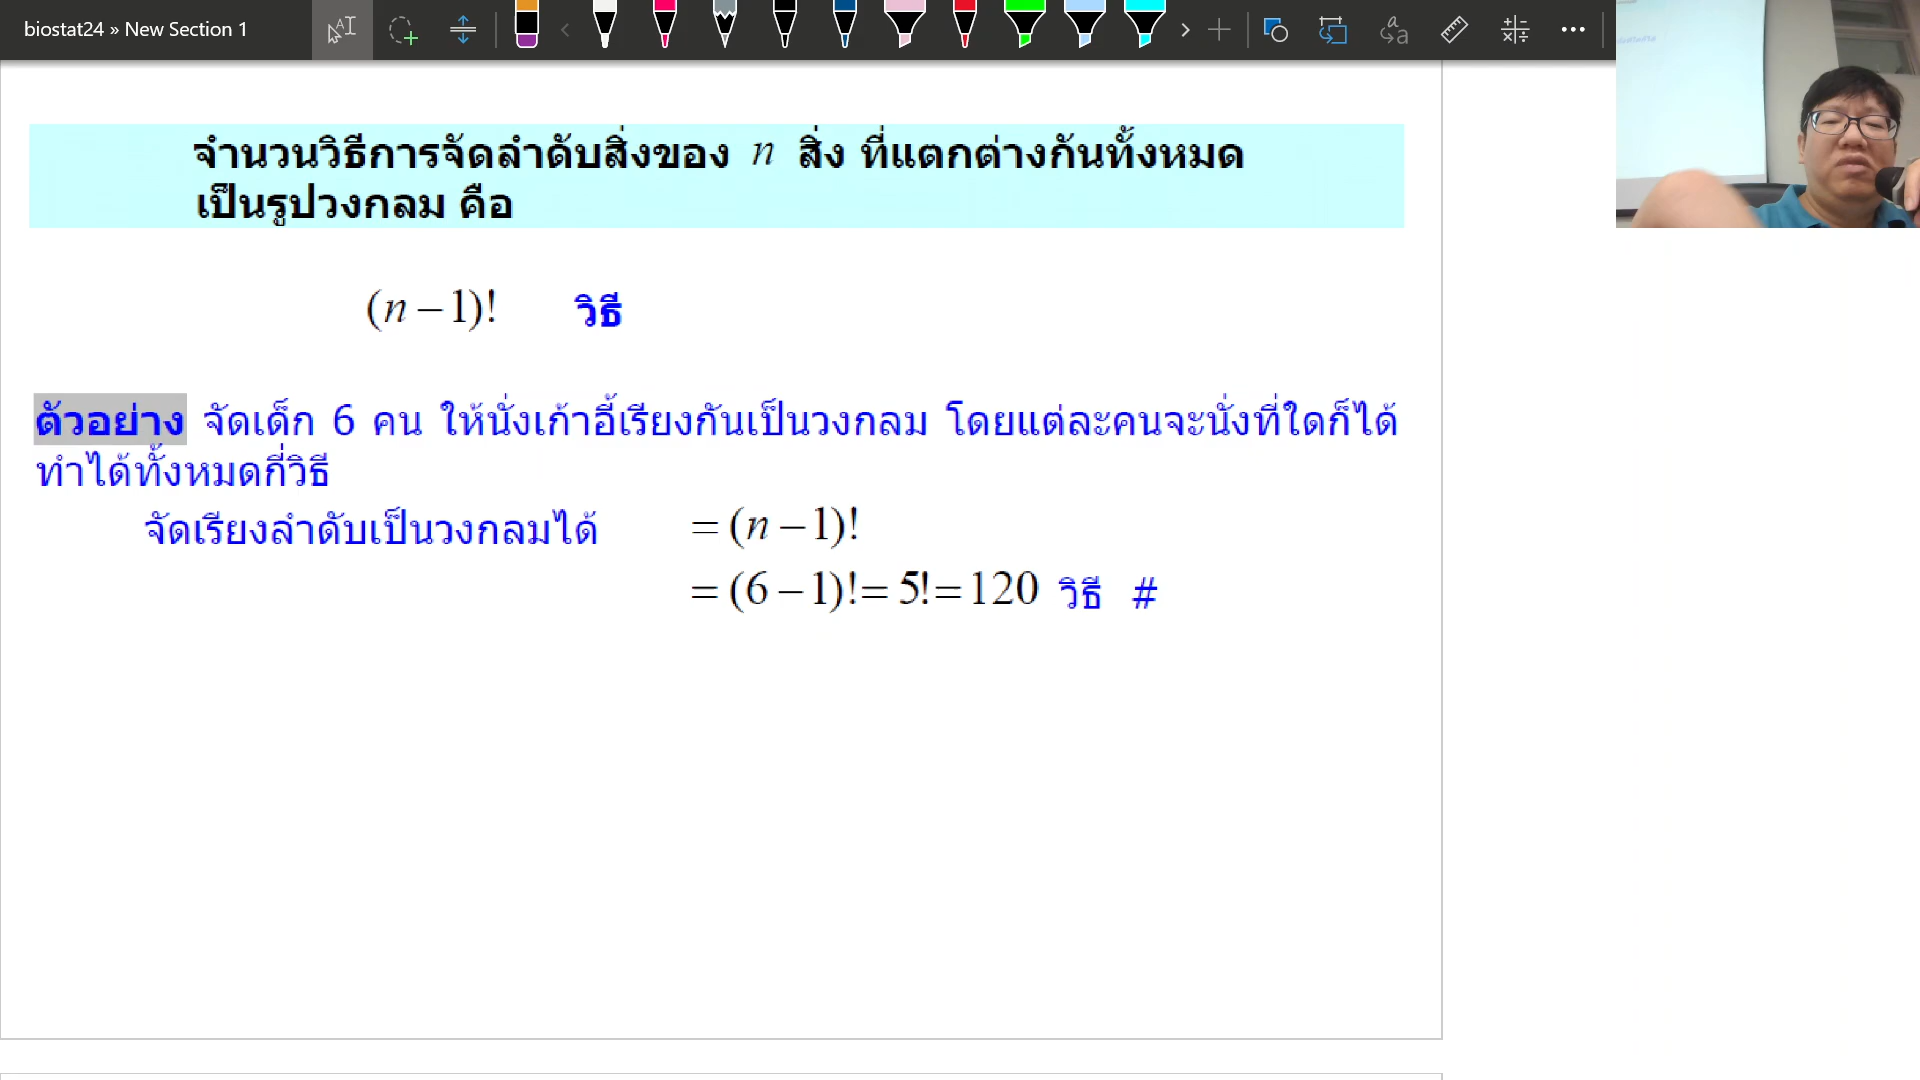 biostat24 » New Section 1
จำนวนวิธีการจัดลำดับสิ่งของ n สิ่ง ที่แตกต่างกันทั้งหมด
เป็นรูปวงกลม คือ
(n − 1)! วิธี
ตัวอย่าง จัดเด็ก 6 คน ให้นั่งเก้าอี้เรียงกันเป็นวงกลม โดยแต่ละคนจะนั่งที่ใดก็ได้
ทำได้ทั้งหมดกี่วิธี
จัดเรียงลำดับเป็นวงกลมได้ = (n − 1)!
= (6 − 1)! = 5! = 120 วิธี #